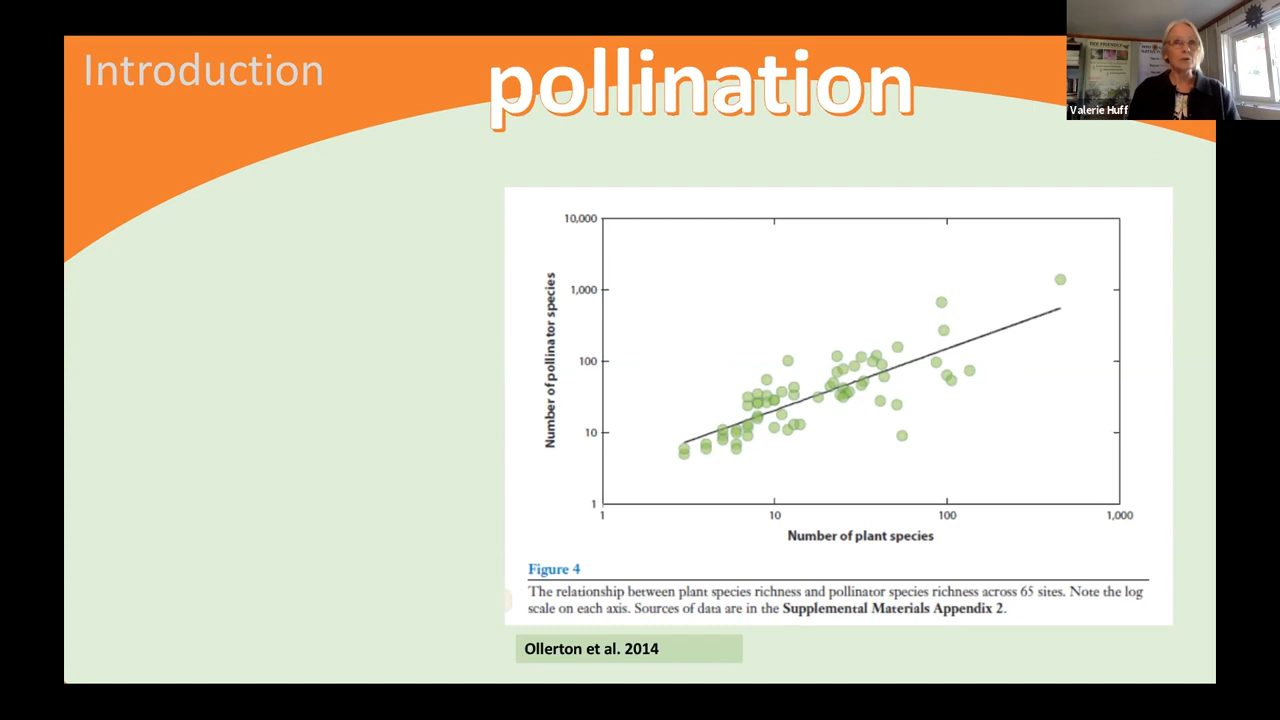 Introduction
pollination
Valerie Huff
10,000
1,000
100
10
1
Number of pollinator species
1
10
100
1,000
Number of plant species
Figure 4
The relationship between plant species richness and pollinator species richness across 65 sites. Note the log
scale on each axis. Sources of data are in the Supplemental Materials Appendix 2.
Ollerton et al. 2014